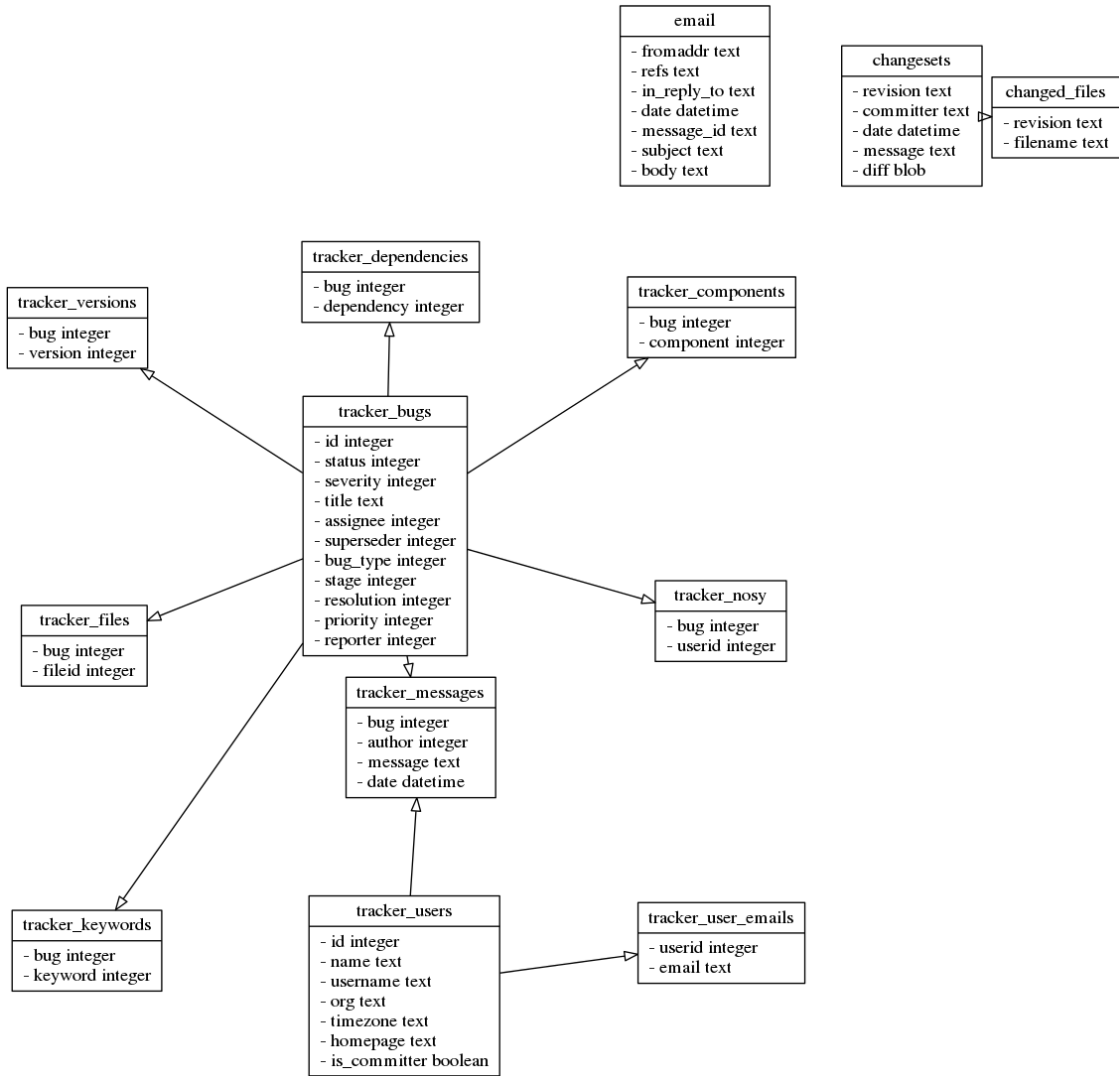 email
- fromaddr text
- refs text
- in_reply_to text
- date datetime
- message_id text
- subject text
- body text
changesets
- revision text
- committer text
- date datetime
- message text
- diff blob
changed_files
- revision text
- filename text
tracker_dependencies
- bug integer
- dependency integer
tracker_versions
- bug integer
- version integer
tracker_components
- bug integer
- component integer
tracker_bugs
- id integer
- status integer
- severity integer
- title text
- assignee integer
- superseder integer
- bug_type integer
- stage integer
- resolution integer
- priority integer
- reporter integer
tracker_files
- bug integer
- fileid integer
tracker_nosy
- bug integer
- userid integer
tracker_messages
- bug integer
- author integer
- message text
- date datetime
tracker_keywords
- bug integer
- keyword integer
tracker_users
- id integer
- name text
- username text
- org text
- timezone text
- homepage text
- is_committer boolean
tracker_user_emails
- userid integer
- email text